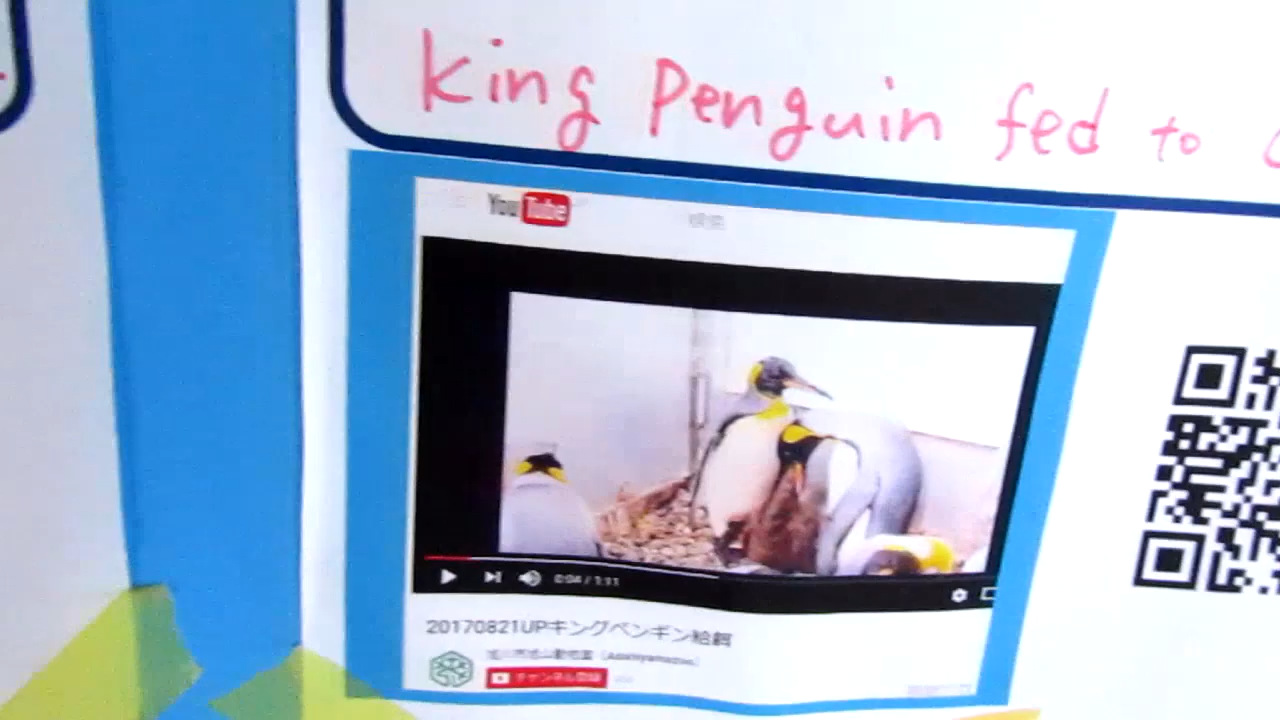 king Penguin fed to
YouTube
0:04 / 1:11
20170821UPキングペンギン給餌
旭川市旭山動物園 (Asahiyamazoo)
チャンネル登録